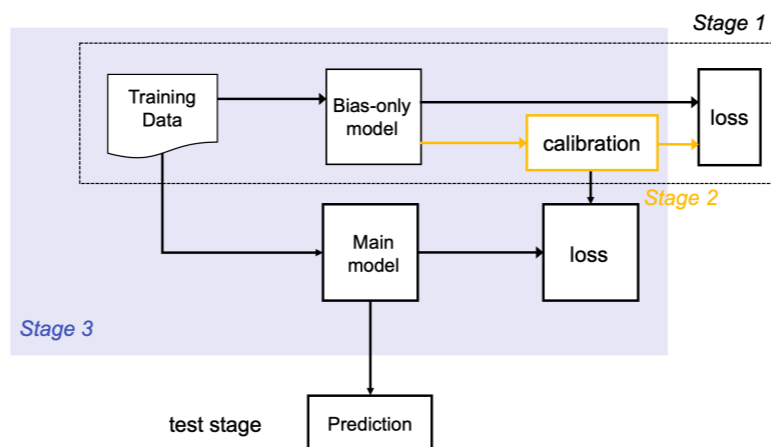 Stage 1
Training
Data
Bias-only
model
loss
calibration
Stage 2
Main
model
loss
Stage 3
test stage
Prediction